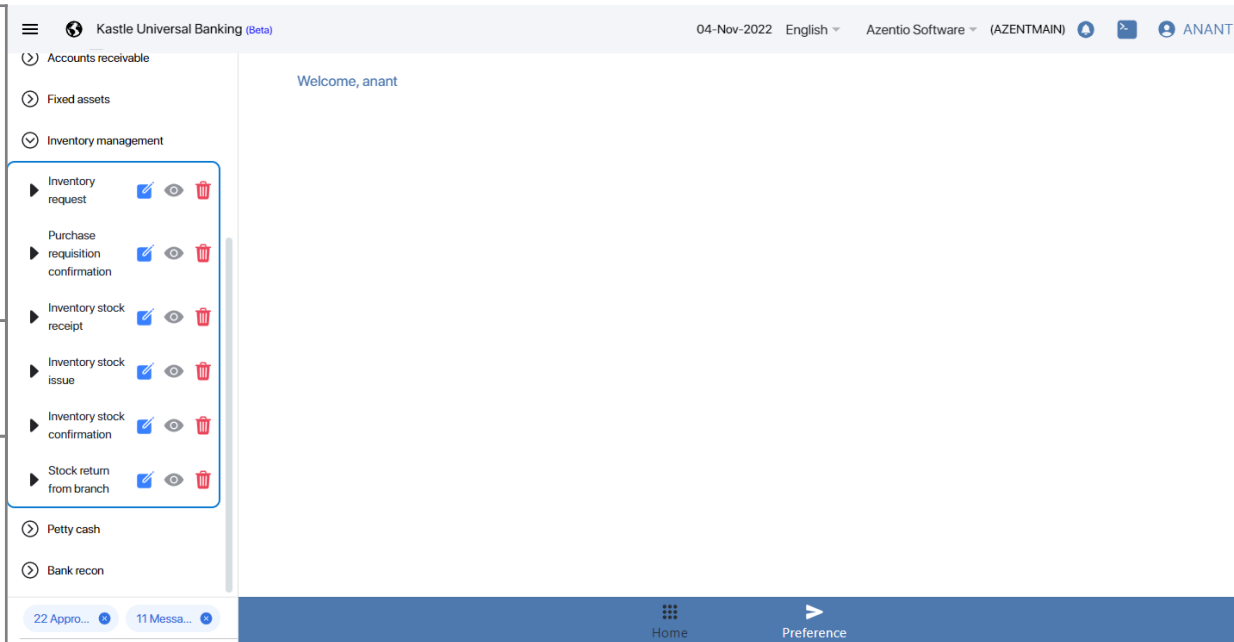 Kastle Universal Banking (Beta)
04-Nov-2022 English Azentio Software (AZENTMAIN) ANANT
Accounts receivable
Welcome, anant
Fixed assets
Inventory management
Inventory
request
Purchase
requisition
confirmation
Inventory stock
receipt
Inventory stock
issue
Inventory stock
confirmation
Stock return
from branch
Petty cash
Bank recon
22 Appro...
11 Messa...
Home
Preference